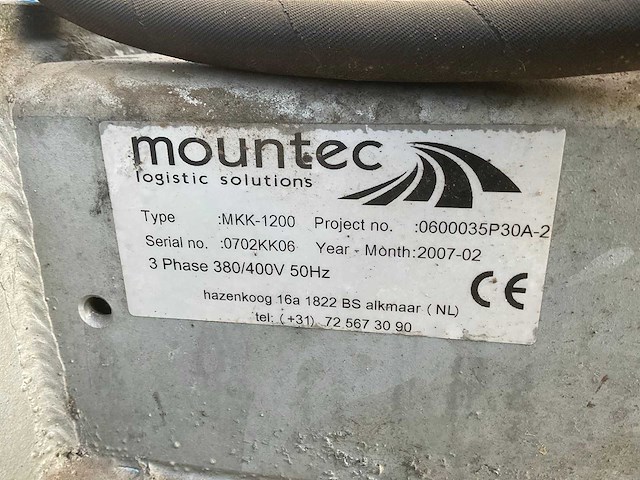 mountec
logistic solutions
Type :MKK-1200 Project no. :0600035P30A-2
Serial no. :0702KK06 Year - Month:2007-02
3 Phase 380/400V 50Hz
CE
hazenkoog 16a 1822 BS alkmaar ( NL)
tel: ( +31) 72 567 30 90